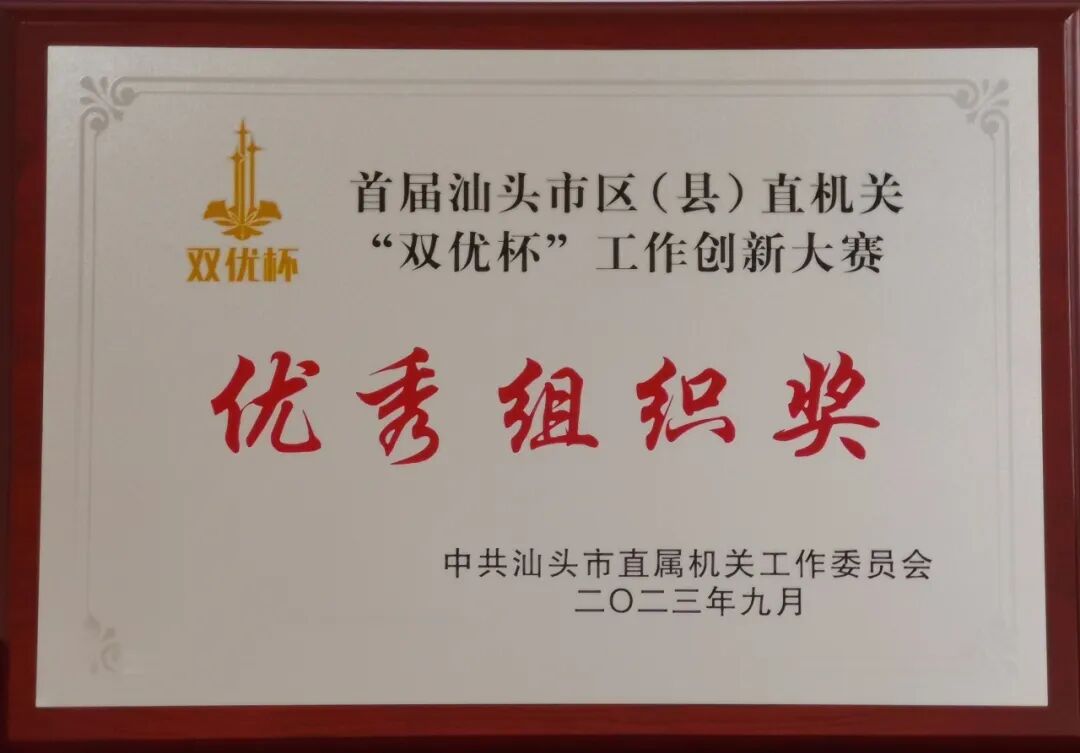 双优杯
首届汕头市区（县）直机关
“双优杯”工作创新大赛
优秀组织奖
中共汕头市直属机关工作委员会
二〇二三年九月